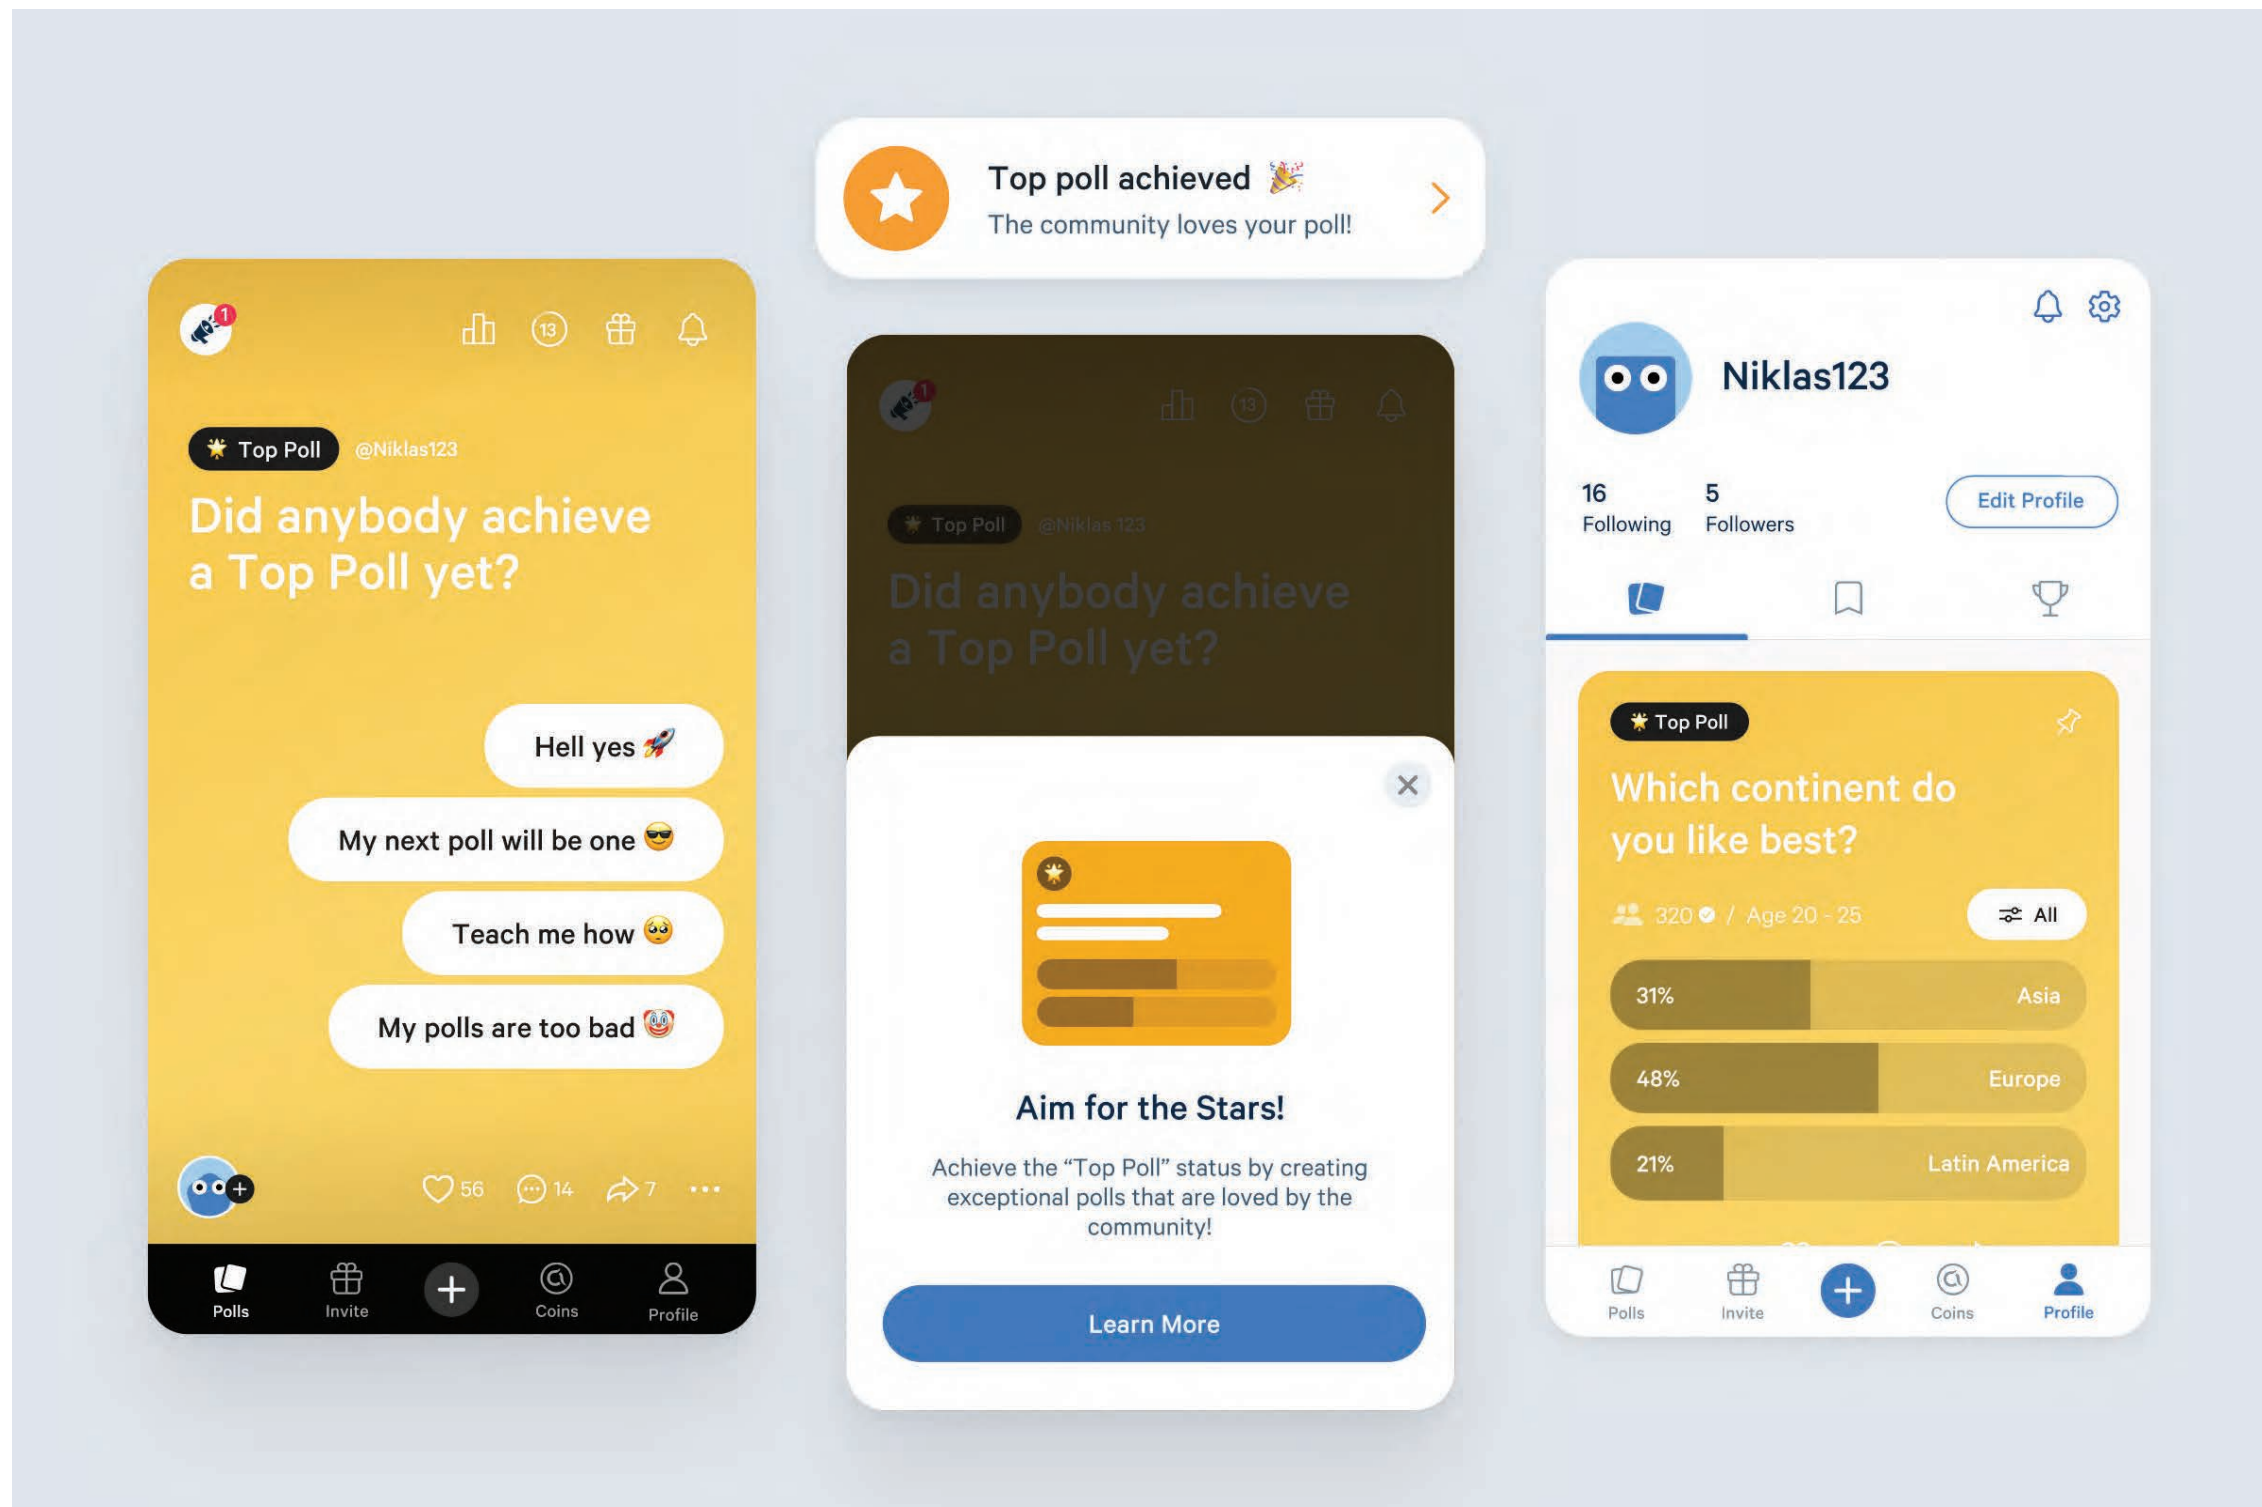 1
13
Top Poll @Niklas123
Did anybody achieve
a Top Poll yet?
Hell yes 🚀
My next poll will be one 😎
Teach me how 🥺
My polls are too bad 🤡
56 14 7
Polls Invite Coins Profile
Top poll achieved 🎉
The community loves your poll!
1
13
Top Poll @Niklas 123
Did anybody achieve
a Top Poll yet?
Aim for the Stars!
Achieve the “Top Poll” status by creating
exceptional polls that are loved by the
community!
Learn More
Niklas123
16 5
Following Followers
Edit Profile
Top Poll
Which continent do
you like best?
320 / Age 20 - 25
All
31% Asia
48% Europe
21% Latin America
Polls Invite Coins Profile